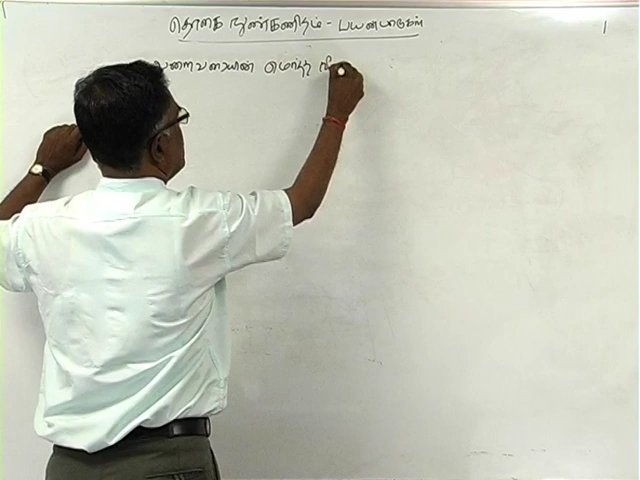 தொகை நுண்கணிதம் - பயன்பாடுகள் 1
வளைவரையின் மொத்த